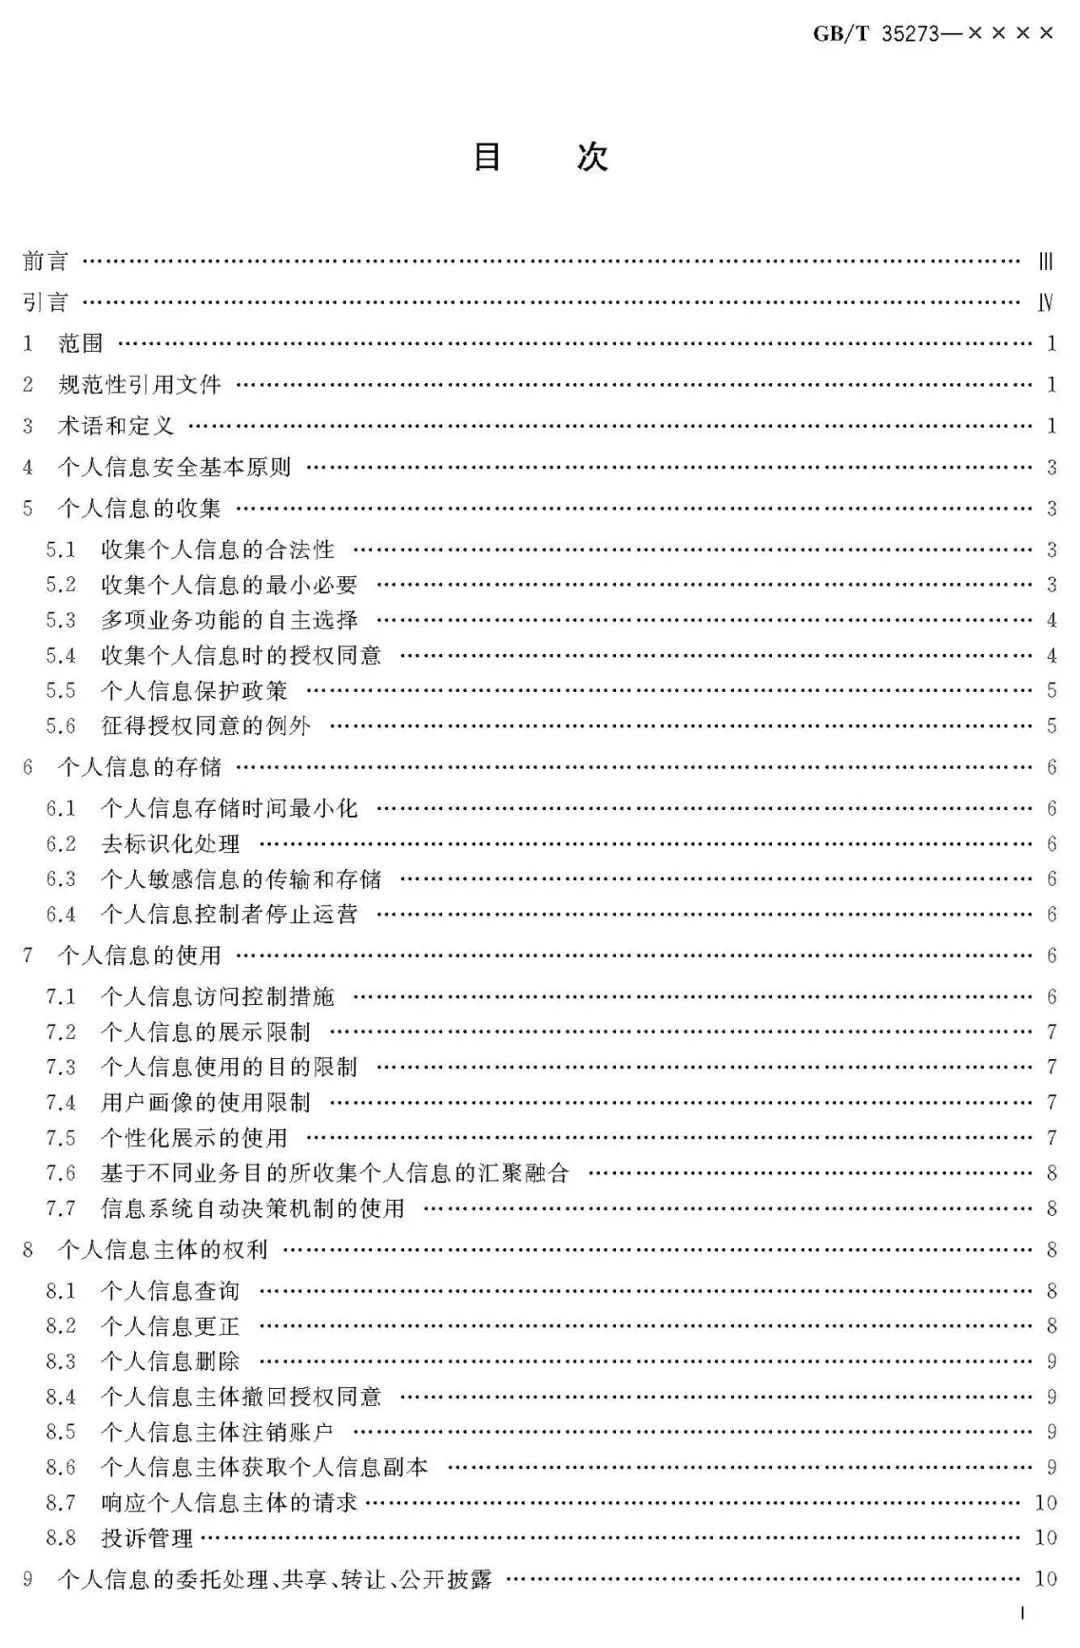 GB/T 35273—××××
目 次
前言 …… Ⅲ
引言 …… Ⅳ
1 范围 …… 1
2 规范性引用文件 …… 1
3 术语和定义 …… 1
4 个人信息安全基本原则 …… 3
5 个人信息的收集 …… 3
5.1 收集个人信息的合法性 …… 3
5.2 收集个人信息的最小必要 …… 3
5.3 多项业务功能的自主选择 …… 4
5.4 收集个人信息时的授权同意 …… 4
5.5 个人信息保护政策 …… 5
5.6 征得授权同意的例外 …… 5
6 个人信息的存储 …… 6
6.1 个人信息存储时间最小化 …… 6
6.2 去标识化处理 …… 6
6.3 个人敏感信息的传输和存储 …… 6
6.4 个人信息控制者停止运营 …… 6
7 个人信息的使用 …… 6
7.1 个人信息访问控制措施 …… 6
7.2 个人信息的展示限制 …… 7
7.3 个人信息使用的目的限制 …… 7
7.4 用户画像的使用限制 …… 7
7.5 个性化展示的使用 …… 7
7.6 基于不同业务目的所收集个人信息的汇聚融合 …… 8
7.7 信息系统自动决策机制的使用 …… 8
8 个人信息主体的权利 …… 8
8.1 个人信息查询 …… 8
8.2 个人信息更正 …… 8
8.3 个人信息删除 …… 9
8.4 个人信息主体撤回授权同意 …… 9
8.5 个人信息主体注销账户 …… 9
8.6 个人信息主体获取个人信息副本 …… 9
8.7 响应个人信息主体的请求 …… 10
8.8 投诉管理 …… 10
9 个人信息的委托处理、共享、转让、公开披露 …… 10
Ⅰ